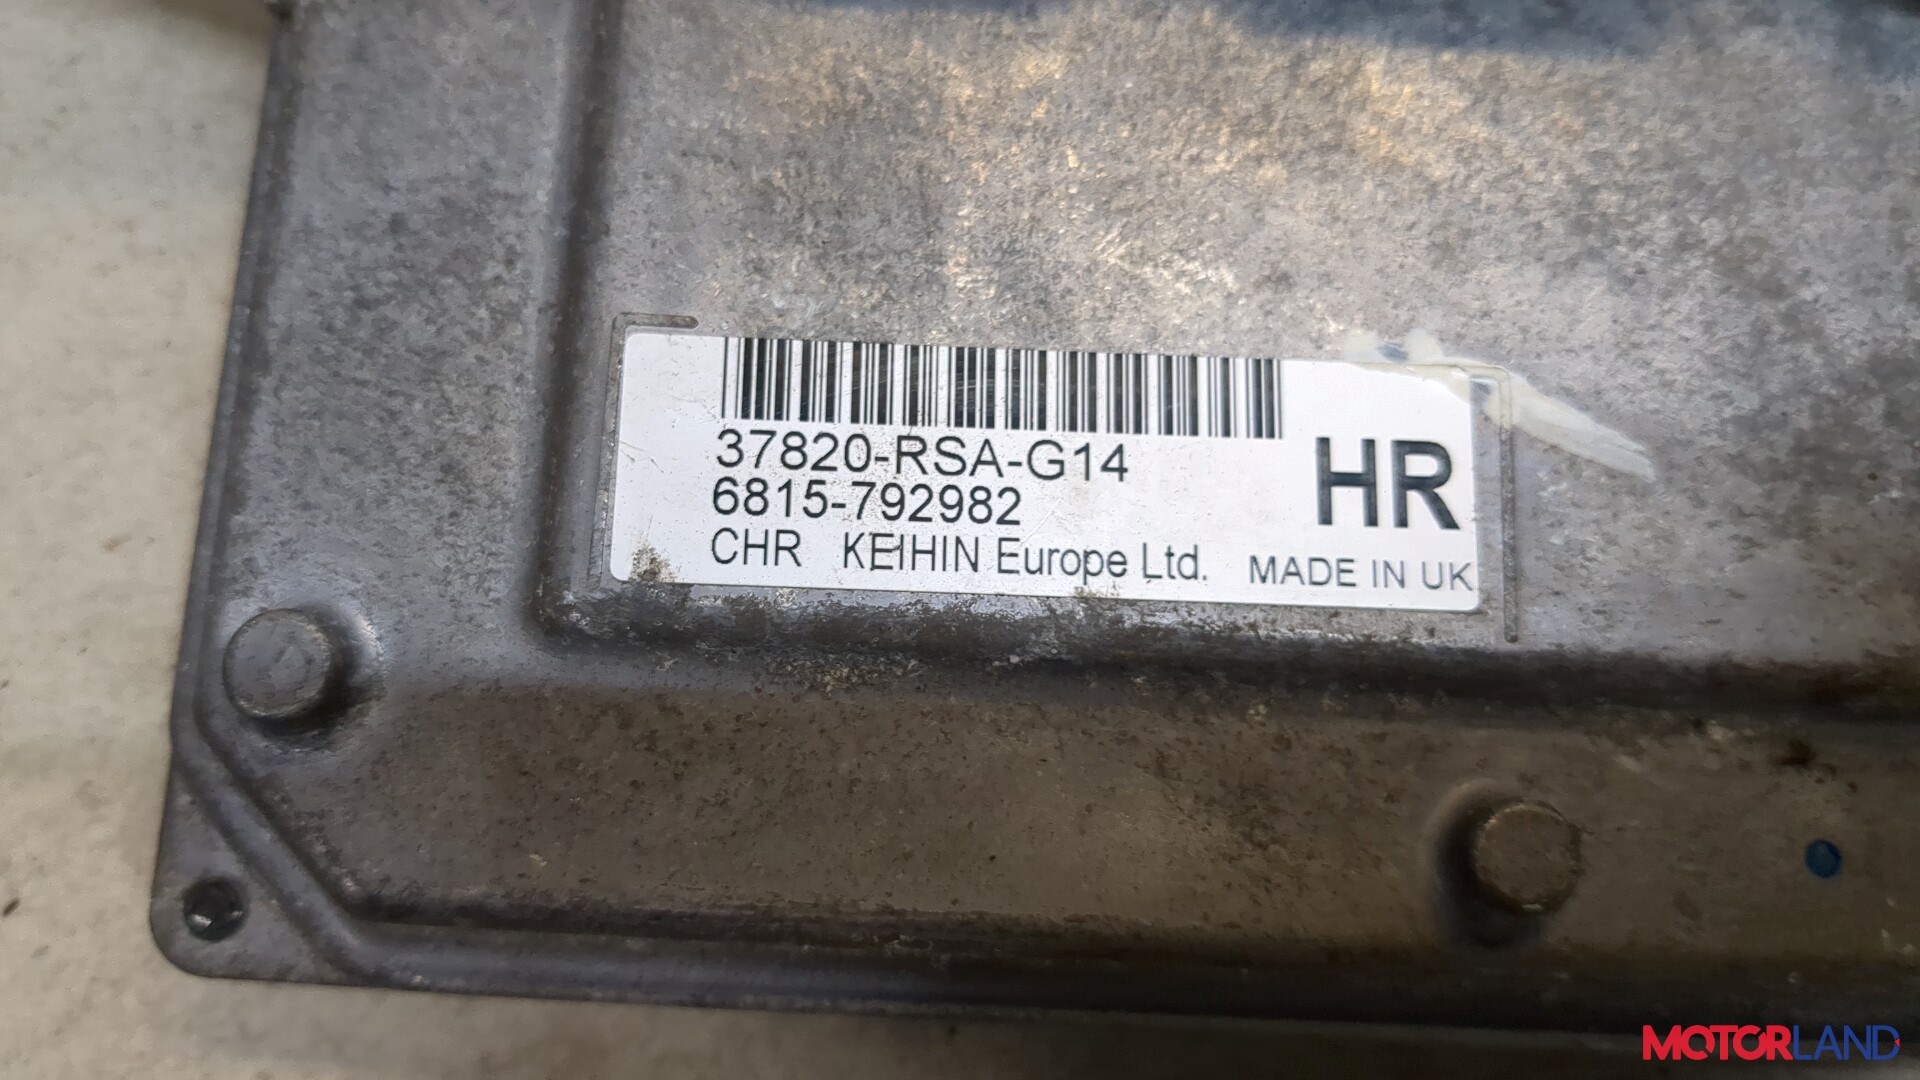 37820-RSA-G14
6815-792982
HR
CHR KEIHIN Europe Ltd. MADE IN UK
MOTORLAND